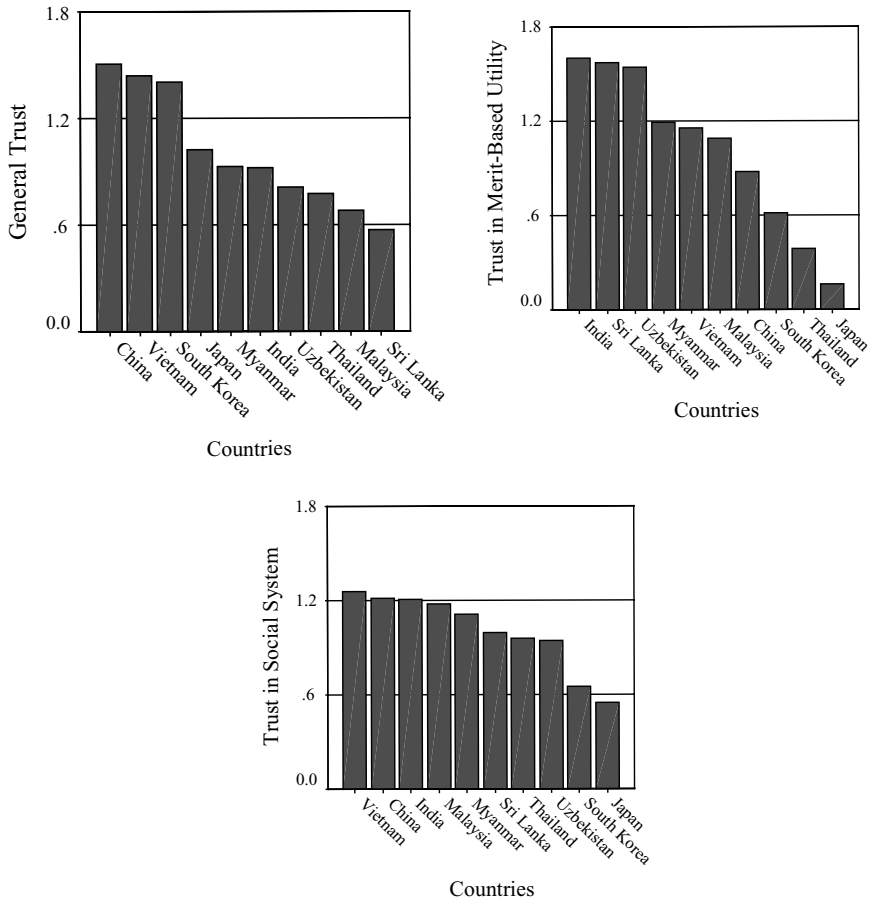 1.8
1.2
.6
0.0
General Trust
China
Vietnam
South Korea
Japan
Myanmar
India
Uzbekistan
Thailand
Malaysia
Sri Lanka
Countries
1.8
1.2
.6
0.0
Trust in Merit-Based Utility
India
Sri Lanka
Uzbekistan
Myanmar
Vietnam
Malaysia
China
South Korea
Thailand
Japan
Countries
1.8
1.2
.6
0.0
Trust in Social System
Vietnam
China
India
Malaysia
Myanmar
Sri Lanka
Thailand
Uzbekistan
South Korea
Japan
Countries